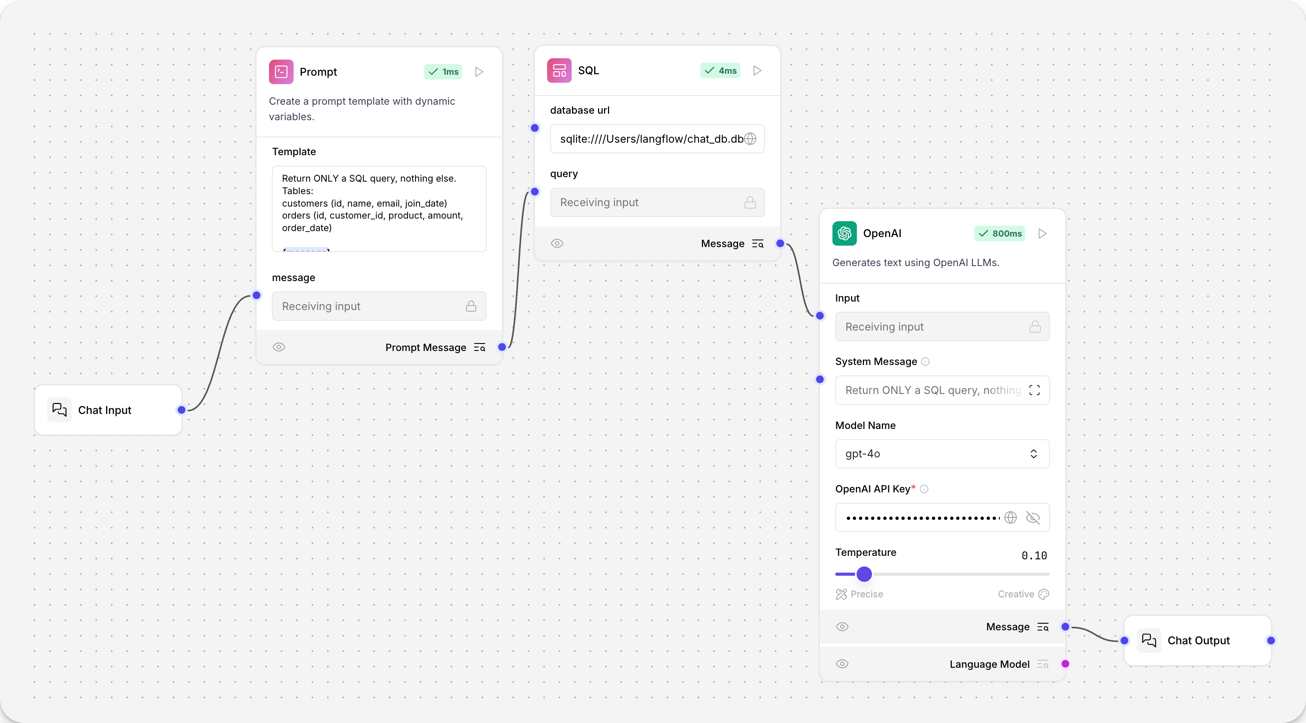 Prompt
1ms
Create a prompt template with dynamic
variables.
Template
Return ONLY a SQL query, nothing else.
Tables:
customers (id, name, email, join_date)
orders (id, customer_id, product, amount,
order_date)
message
Receiving input
Prompt Message
Chat Input
SQL
4ms
database url
sqlite:////Users/langflow/chat_db.db
query
Receiving input
Message
OpenAI
800ms
Generates text using OpenAI LLMs.
Input
Receiving input
System Message
Return ONLY a SQL query, nothing
Model Name
gpt-4o
OpenAI API Key*
••••••••••••••••••••••••••
Temperature
0.10
Precise
Creative
Message
Language Model
Chat Output